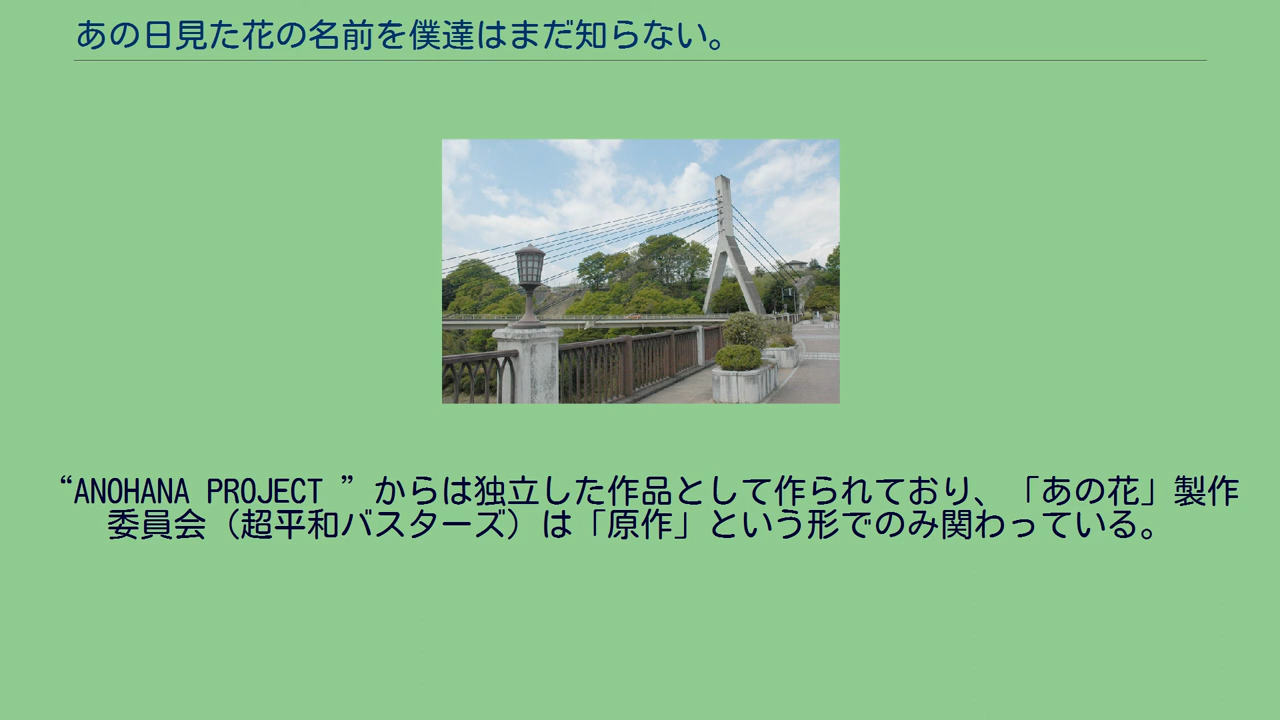 あの日見た花の名前を僕達はまだ知らない。
“ANOHANA PROJECT ”からは独立した作品として作られており、「あの花」製作
委員会（超平和バスターズ）は「原作」という形でのみ関わっている。